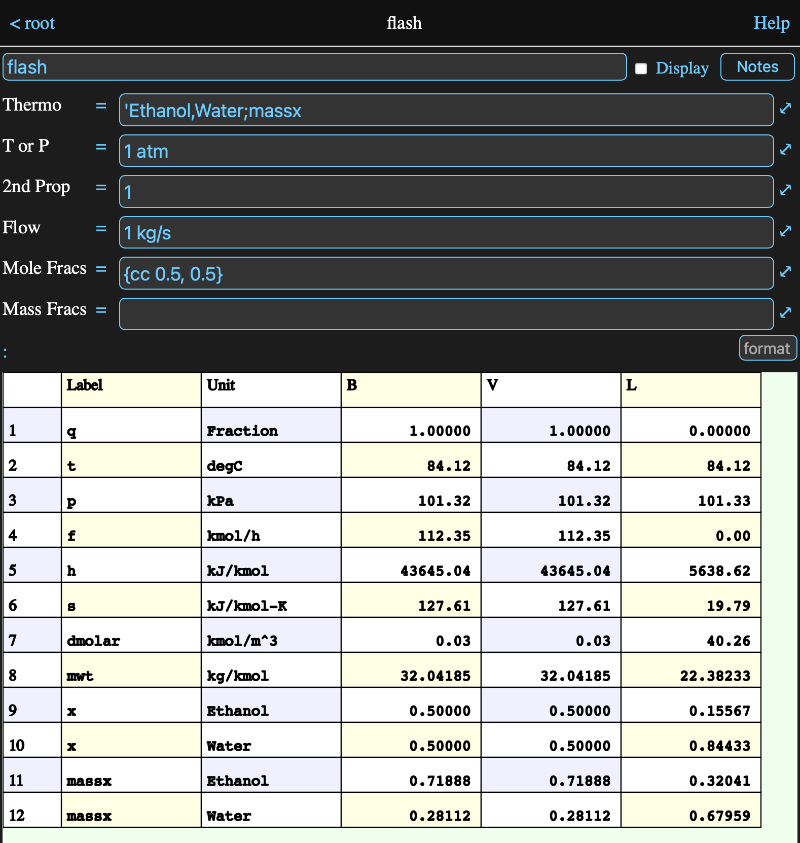 < root flash Help
flash Display Notes
Thermo = 'Ethanol,Water;massx
T or P = 1 atm
2nd Prop = 1
Flow = 1 kg/s
Mole Fracs = {cc 0.5, 0.5}
Mass Fracs =
: format
Label Unit B V L
1 q Fraction 1.00000 1.00000 0.00000
2 t degC 84.12 84.12 84.12
3 p kPa 101.32 101.32 101.33
4 f kmol/h 112.35 112.35 0.00
5 h kJ/kmol 43645.04 43645.04 5638.62
6 s kJ/kmol-K 127.61 127.61 19.79
7 dmolar kmol/m^3 0.03 0.03 40.26
8 mwt kg/kmol 32.04185 32.04185 22.38233
9 x Ethanol 0.50000 0.50000 0.15567
10 x Water 0.50000 0.50000 0.84433
11 massx Ethanol 0.71888 0.71888 0.32041
12 massx Water 0.28112 0.28112 0.67959